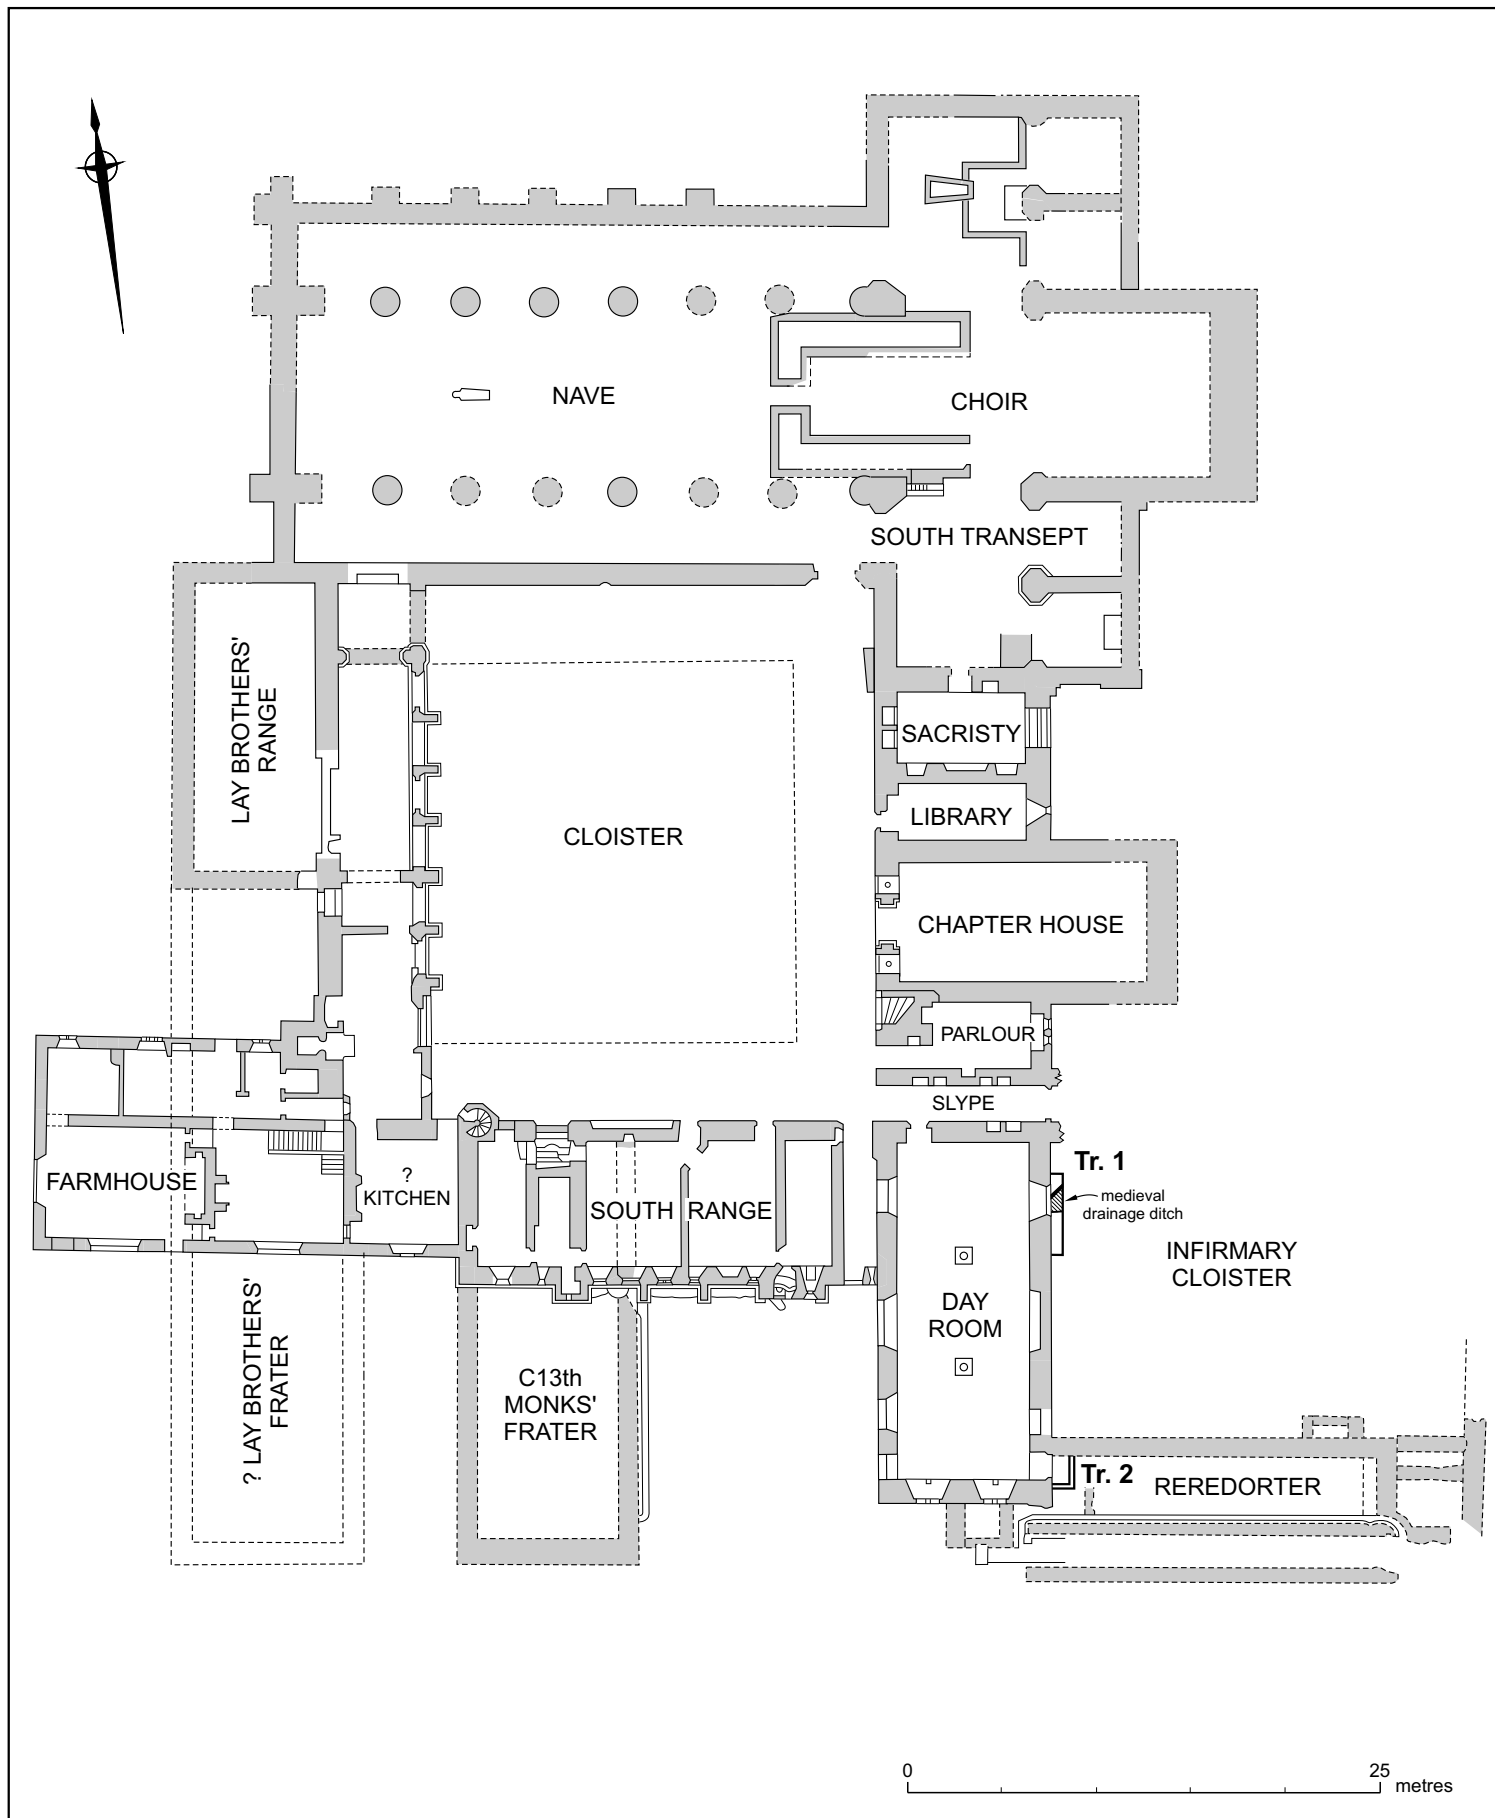 NAVE
CHOIR
SOUTH TRANSEPT
LAY BROTHERS'
RANGE
SACRISTY
LIBRARY
CLOISTER
CHAPTER HOUSE
PARLOUR
SLYPE
FARMHOUSE
?
KITCHEN
SOUTH RANGE
Tr. 1
medieval
drainage ditch
INFIRMARY
CLOISTER
DAY
ROOM
? LAY BROTHERS'
FRATER
C13th
MONKS'
FRATER
Tr. 2
REREDORTER
0
25
metres